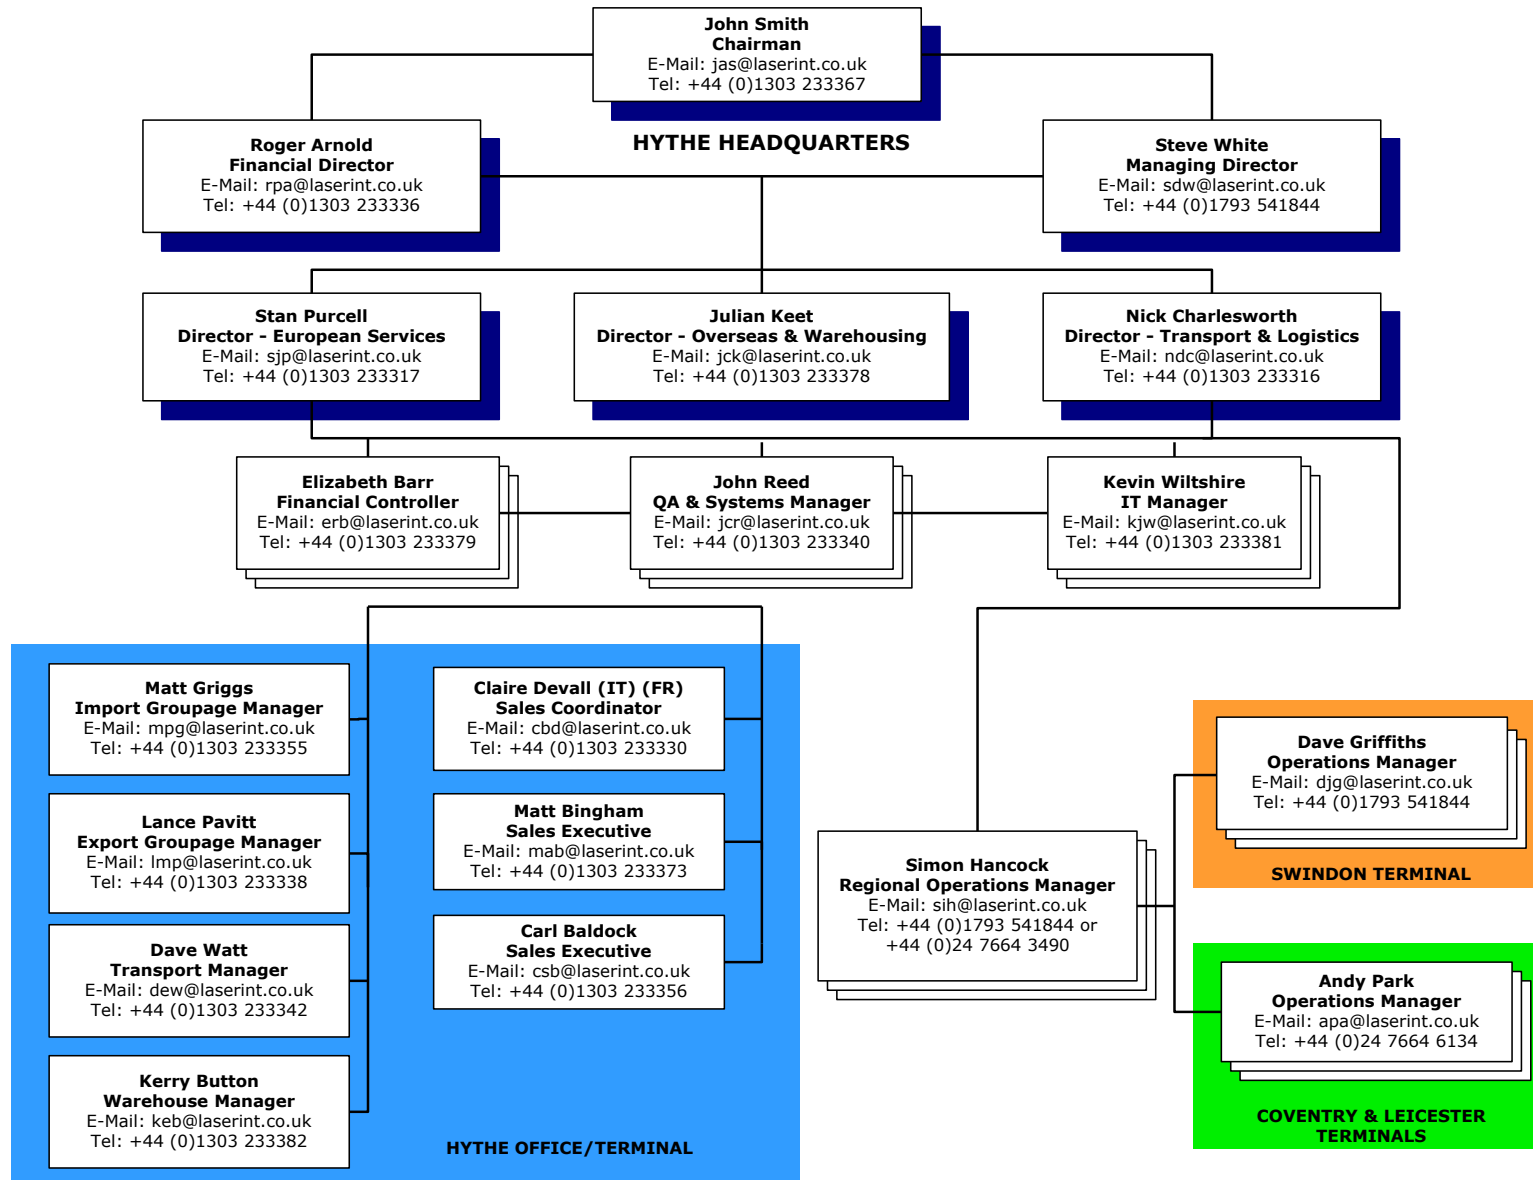 John Smith
Chairman
E-Mail: jas@laserint.co.uk
Tel: +44 (0)1303 233367
HYTHE HEADQUARTERS
Roger Arnold
Financial Director
E-Mail: rpa@laserint.co.uk
Tel: +44 (0)1303 233336
Steve White
Managing Director
E-Mail: sdw@laserint.co.uk
Tel: +44 (0)1793 541844
Stan Purcell
Director - European Services
E-Mail: sjp@laserint.co.uk
Tel: +44 (0)1303 233317
Julian Keet
Director - Overseas & Warehousing
E-Mail: jck@laserint.co.uk
Tel: +44 (0)1303 233378
Nick Charlesworth
Director - Transport & Logistics
E-Mail: ndc@laserint.co.uk
Tel: +44 (0)1303 233316
Elizabeth Barr
Financial Controller
E-Mail: erb@laserint.co.uk
Tel: +44 (0)1303 233379
John Reed
QA & Systems Manager
E-Mail: jcr@laserint.co.uk
Tel: +44 (0)1303 233340
Kevin Wiltshire
IT Manager
E-Mail: kjw@laserint.co.uk
Tel: +44 (0)1303 233381
Matt Griggs
Import Groupage Manager
E-Mail: mpg@laserint.co.uk
Tel: +44 (0)1303 233355
Lance Pavitt
Export Groupage Manager
E-Mail: lmp@laserint.co.uk
Tel: +44 (0)1303 233338
Dave Watt
Transport Manager
E-Mail: dew@laserint.co.uk
Tel: +44 (0)1303 233342
Kerry Button
Warehouse Manager
E-Mail: keb@laserint.co.uk
Tel: +44 (0)1303 233382
Claire Devall (IT) (FR)
Sales Coordinator
E-Mail: cbd@laserint.co.uk
Tel: +44 (0)1303 233330
Matt Bingham
Sales Executive
E-Mail: mab@laserint.co.uk
Tel: +44 (0)1303 233373
Carl Baldock
Sales Executive
E-Mail: csb@laserint.co.uk
Tel: +44 (0)1303 233356
HYTHE OFFICE/TERMINAL
Simon Hancock
Regional Operations Manager
E-Mail: sih@laserint.co.uk
Tel: +44 (0)1793 541844 or
+44 (0)24 7664 3490
Dave Griffiths
Operations Manager
E-Mail: djg@laserint.co.uk
Tel: +44 (0)1793 541844
SWINDON TERMINAL
Andy Park
Operations Manager
E-Mail: apa@laserint.co.uk
Tel: +44 (0)24 7664 6134
COVENTRY & LEICESTER
TERMINALS